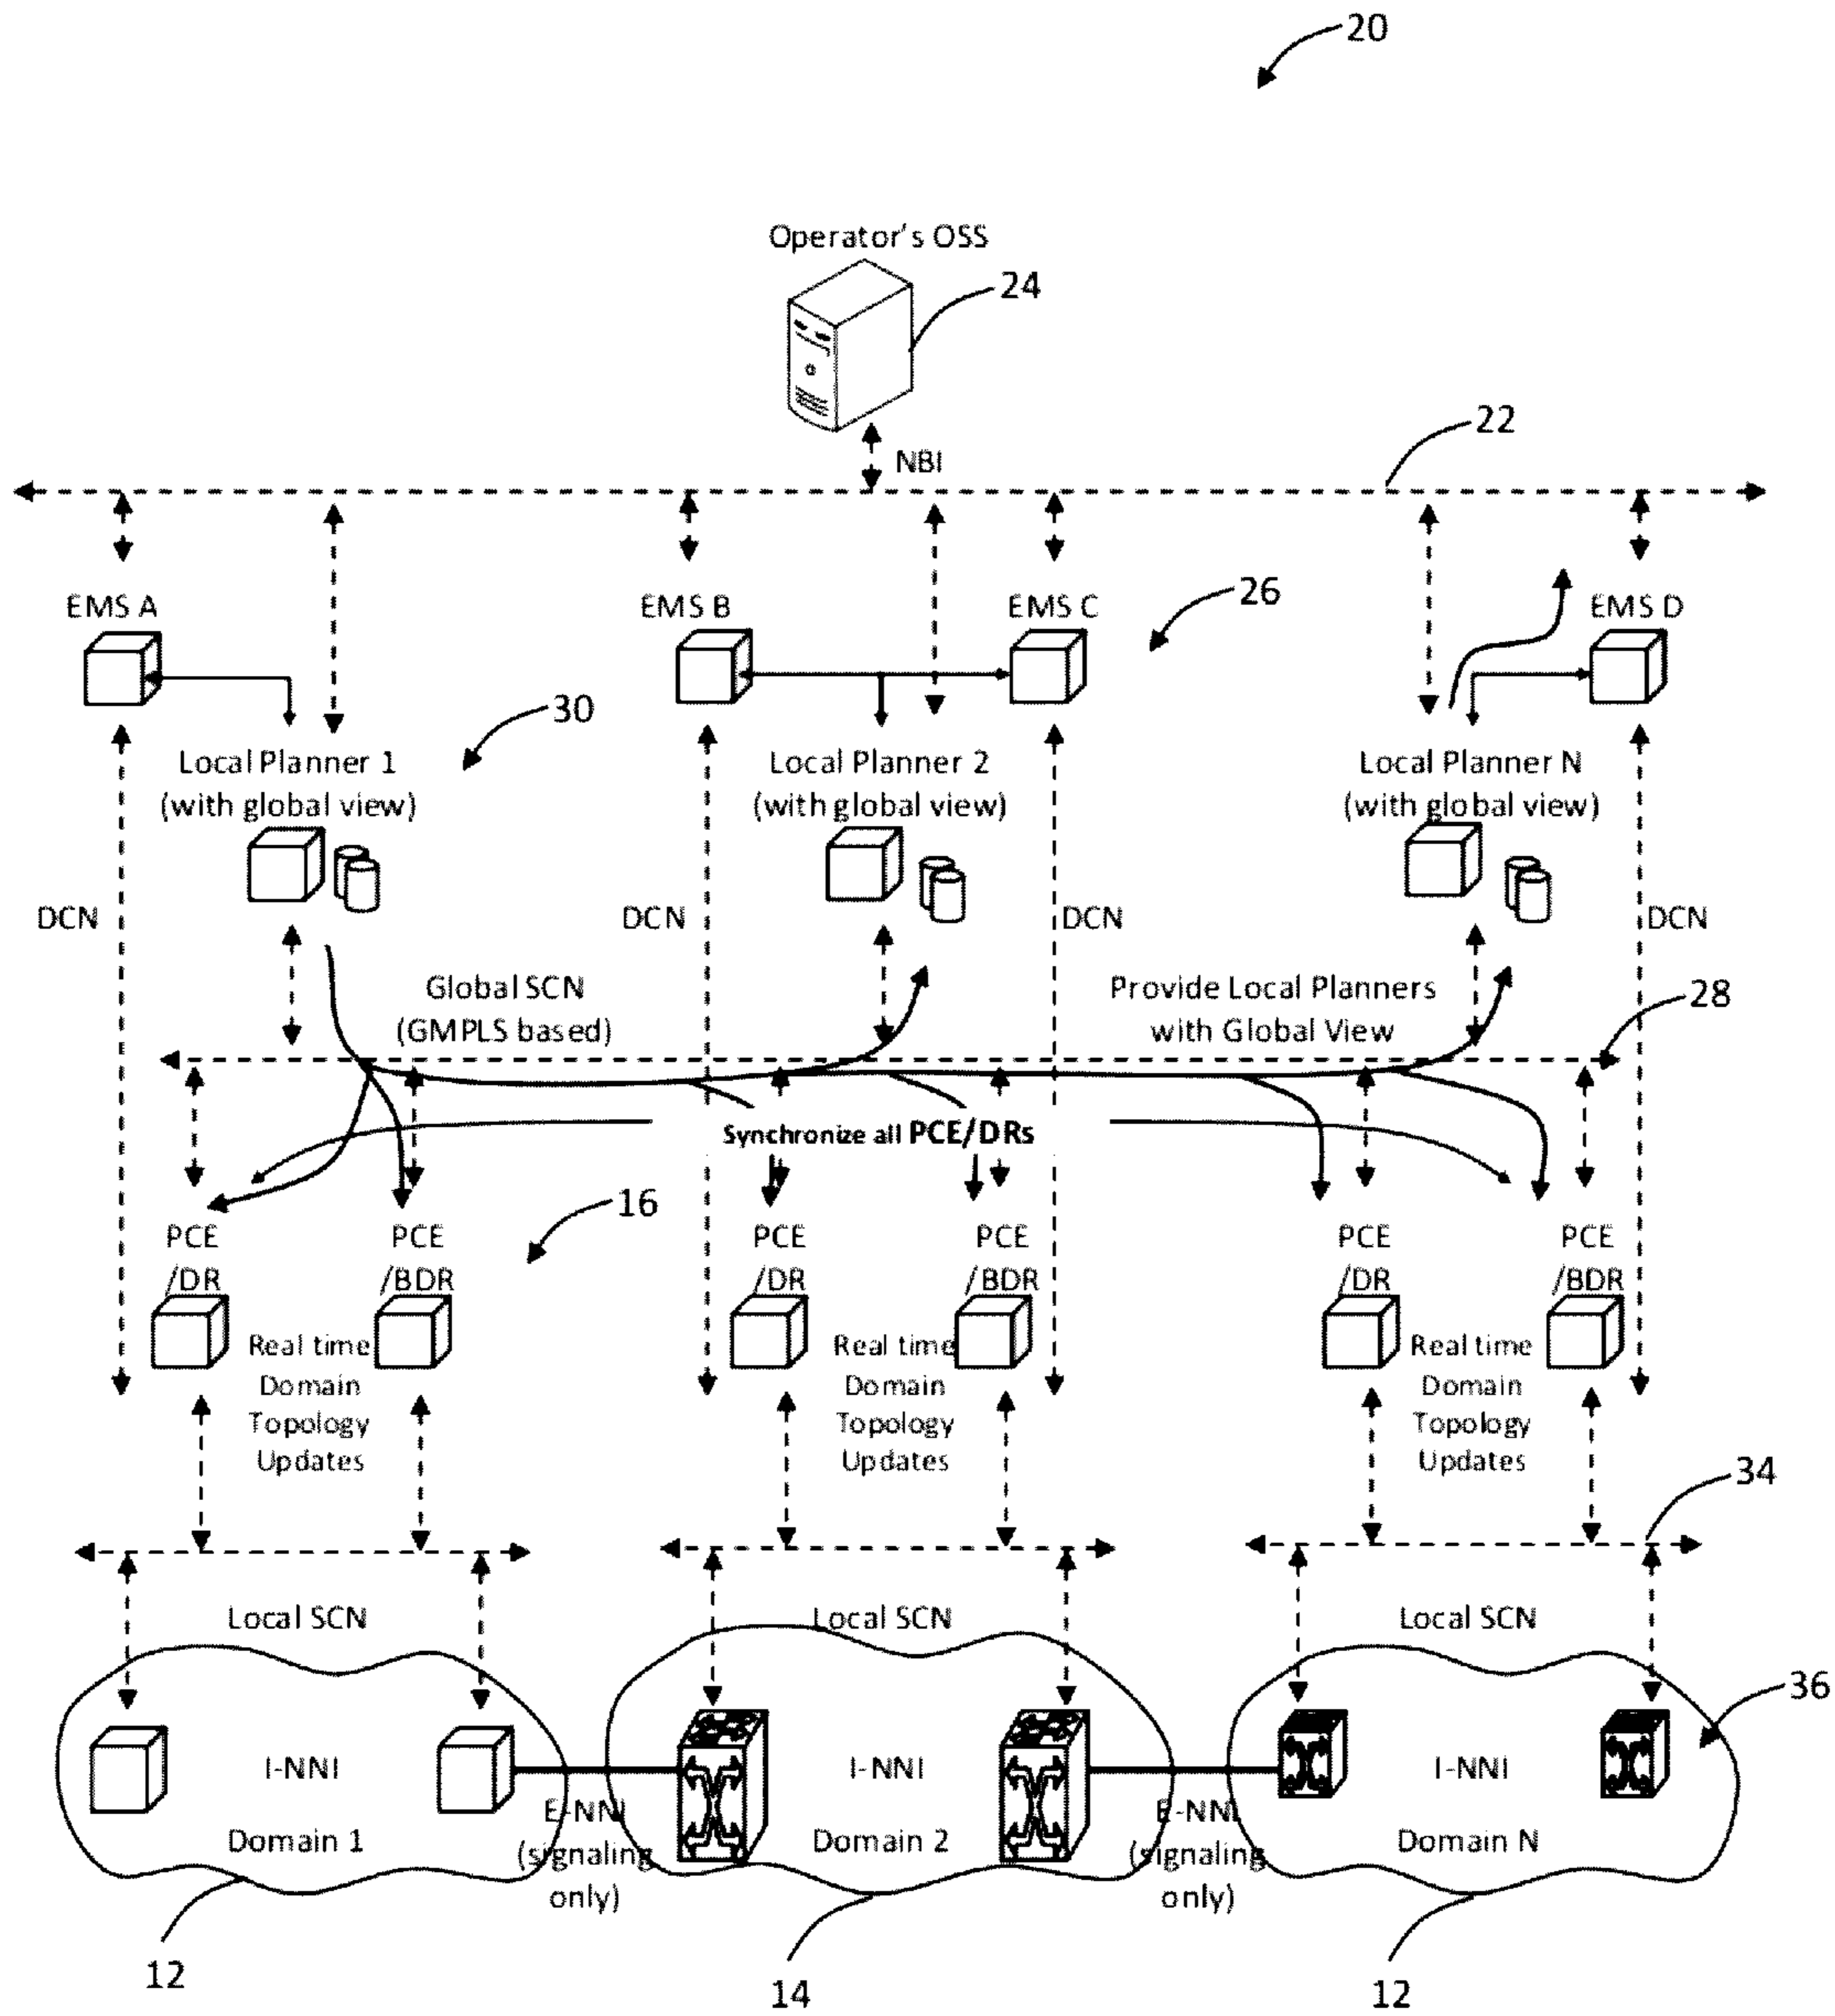 20
Operator's OSS
24
22
NBI
EMS A
EMS B
EMS C
26
EMS D
30
Local Planner 1
(with global view)
Local Planner 2
(with global view)
Local Planner N
(with global view)
DCN
DCN
DCN
DCN
Global SCN
(GMPLS based)
Provide Local Planners
with Global View
28
Synchronize all PCE/DRs
16
PCE
/DR
PCE
/BDR
PCE
/DR
PCE
/BDR
PCE
/DR
PCE
/BDR
Real time
Domain
Topology
Updates
Real time
Domain
Topology
Updates
Real time
Domain
Topology
Updates
34
Local SCN
Local SCN
Local SCN
36
I-NNI
I-NNI
I-NNI
Domain 1
E-NNI
(signaling
only)
Domain 2
E-NNI
(signaling
only)
Domain N
12
14
12